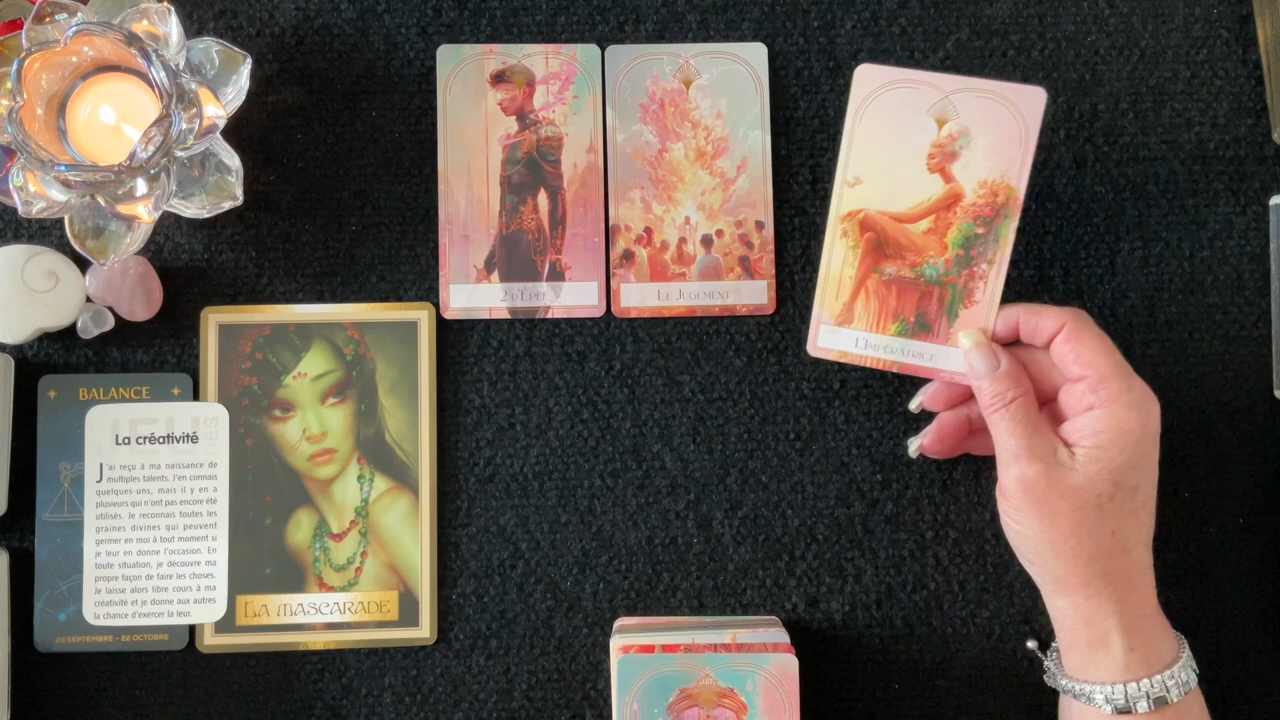 2 d'Épée
Le Jugement
L'Impératrice
BALANCE
La créativité
J'ai reçu à ma naissance de
multiples talents. J'en connais
quelques-uns, mais il y en a
plusieurs qui n'ont pas encore été
utilisés. Je reconnais toutes les
graines divines qui peuvent
germer en moi à tout moment si
je leur en donne l'occasion. En
toute situation, je découvre ma
propre façon de faire les choses.
Je laisse alors libre cours à ma
créativité et je donne aux autres
la chance d'exercer la leur.
23 SEPTEMBRE - 22 OCTOBRE
La mascarade